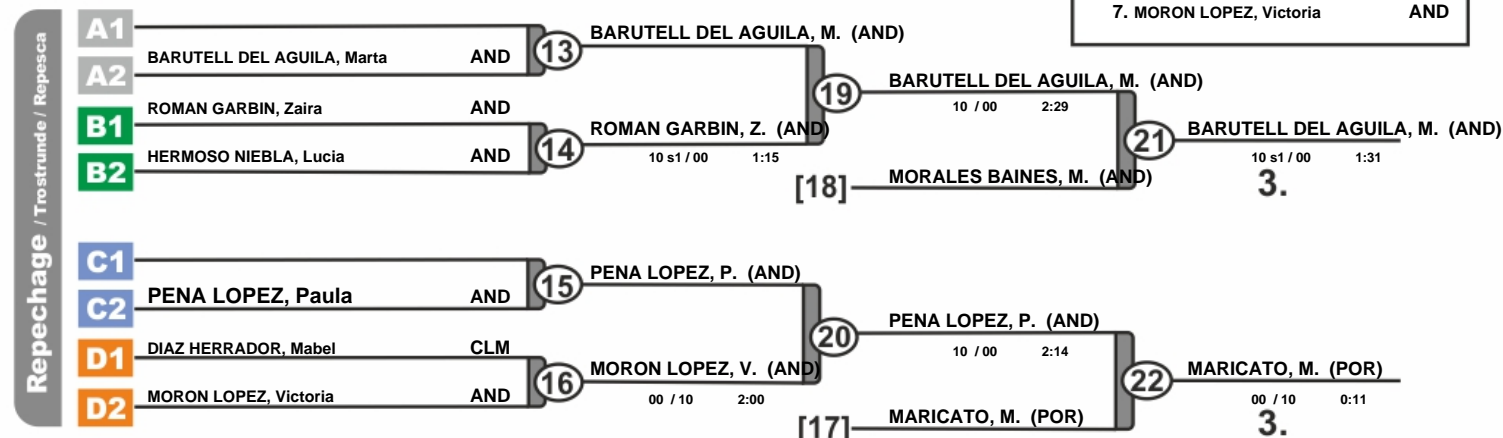 7. MORON LOPEZ, Victoria AND
Repechage / Trostrunde / Repesca
A1
BARUTELL DEL AGUILA, Marta AND
A2
13
BARUTELL DEL AGUILA, M. (AND)
ROMAN GARBIN, Zaira AND
B1
HERMOSO NIEBLA, Lucia AND
B2
14
ROMAN GARBIN, Z. (AND)
10 s1 / 00 1:15
19
BARUTELL DEL AGUILA, M. (AND)
10 / 00 2:29
[18] MORALES BAINES, M. (AND)
21
BARUTELL DEL AGUILA, M. (AND)
10 s1 / 00 1:31
3.
C1
C2
PENA LOPEZ, Paula AND
15
PENA LOPEZ, P. (AND)
D1
DIAZ HERRADOR, Mabel CLM
D2
MORON LOPEZ, Victoria AND
16
MORON LOPEZ, V. (AND)
00 / 10 2:00
20
PENA LOPEZ, P. (AND)
10 / 00 2:14
[17] MARICATO, M. (POR)
22
MARICATO, M. (POR)
00 / 10 0:11
3.